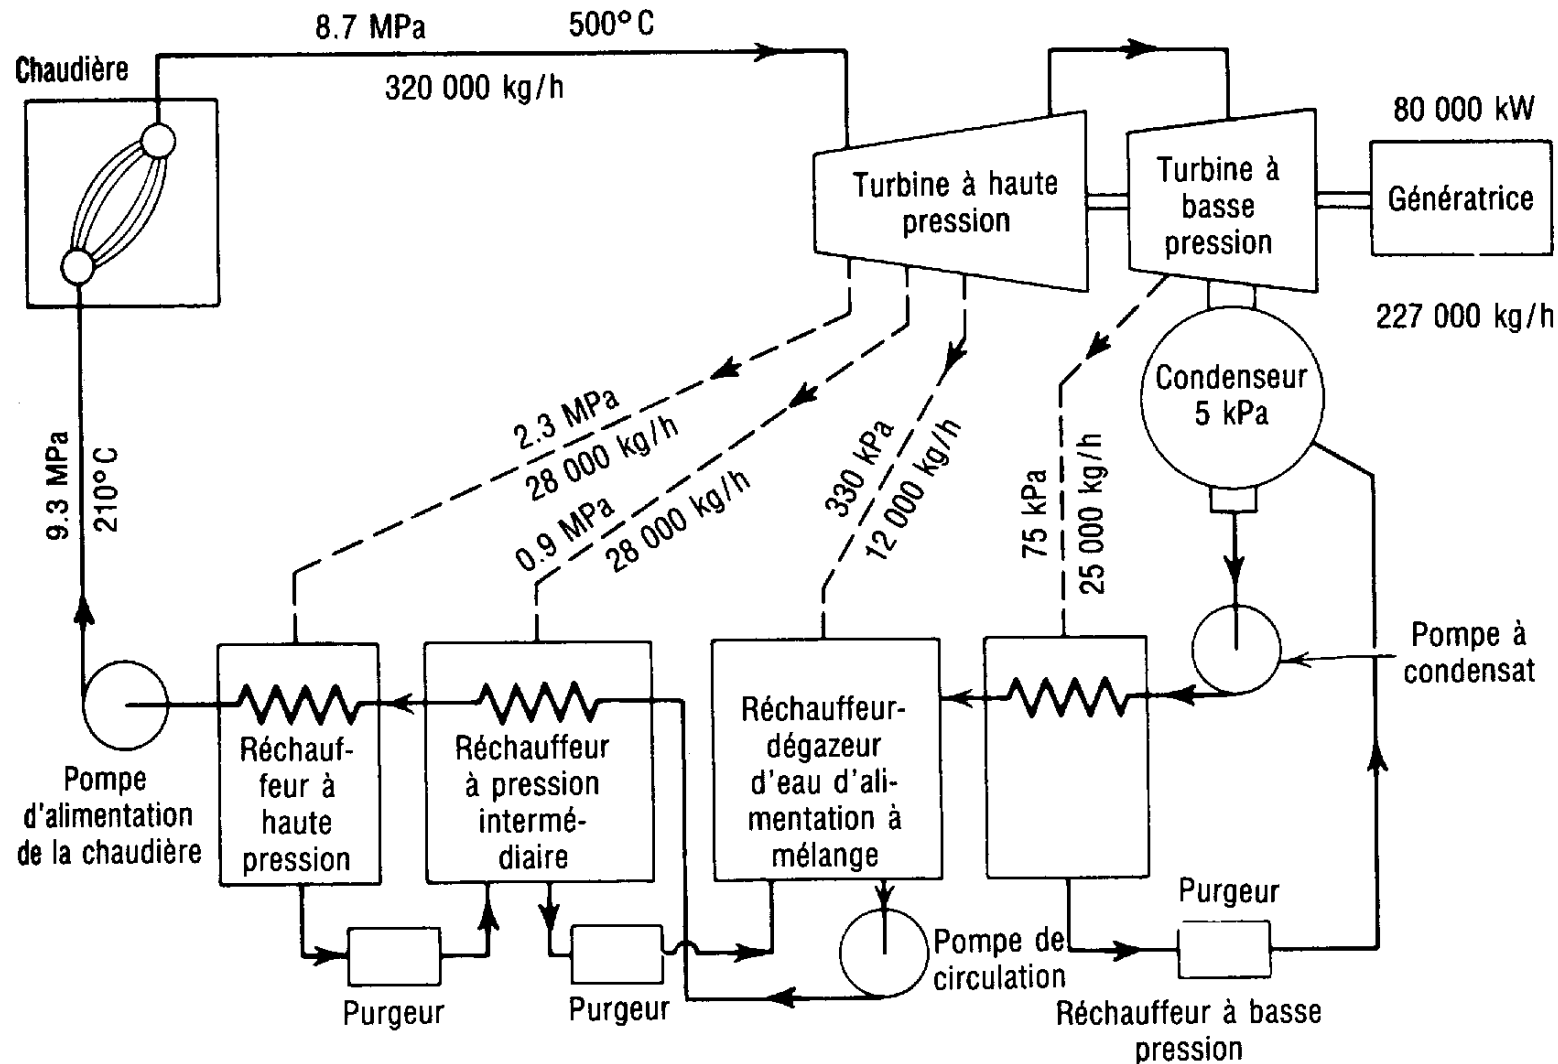 8.7 MPa 500°C
320 000 kg/h
Chaudière
Turbine à haute
pression
Turbine à
basse
pression
80 000 kW
Génératrice
227 000 kg/h
Condenseur
5 kPa
9.3 MPa
210°C
2.3 MPa
28 000 kg/h
0.9 MPa
28 000 kg/h
330 kPa
12 000 kg/h
75 kPa
25 000 kg/h
Pompe à
condensat
Réchauf-
feur à
haute
pression
Réchauffeur
à pression
intermé-
diaire
Réchauffeur-
dégazeur
d'eau d'ali-
mentation à
mélange
Pompe
d'alimentation
de la chaudière
Purgeur
Purgeur
Pompe de
circulation
Purgeur
Réchauffeur à basse
pression